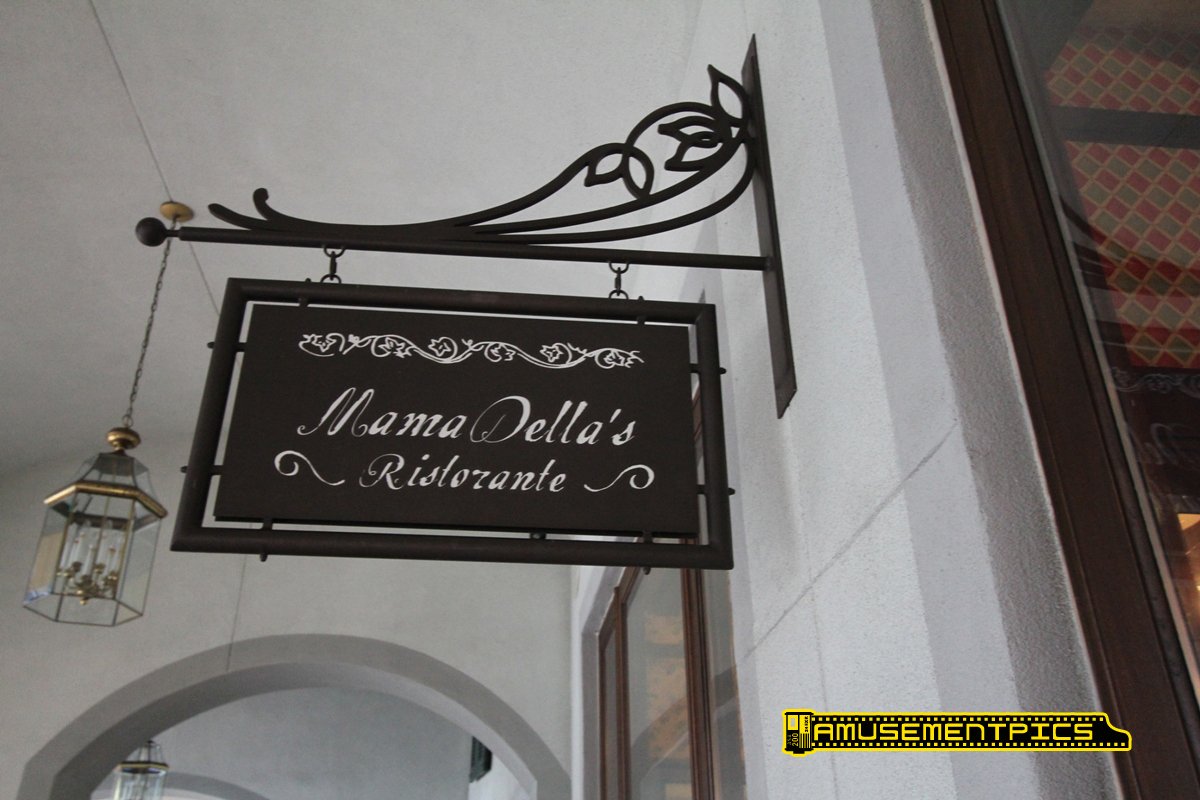 Mama Della's
Ristorante
AMUSEMENTPICS